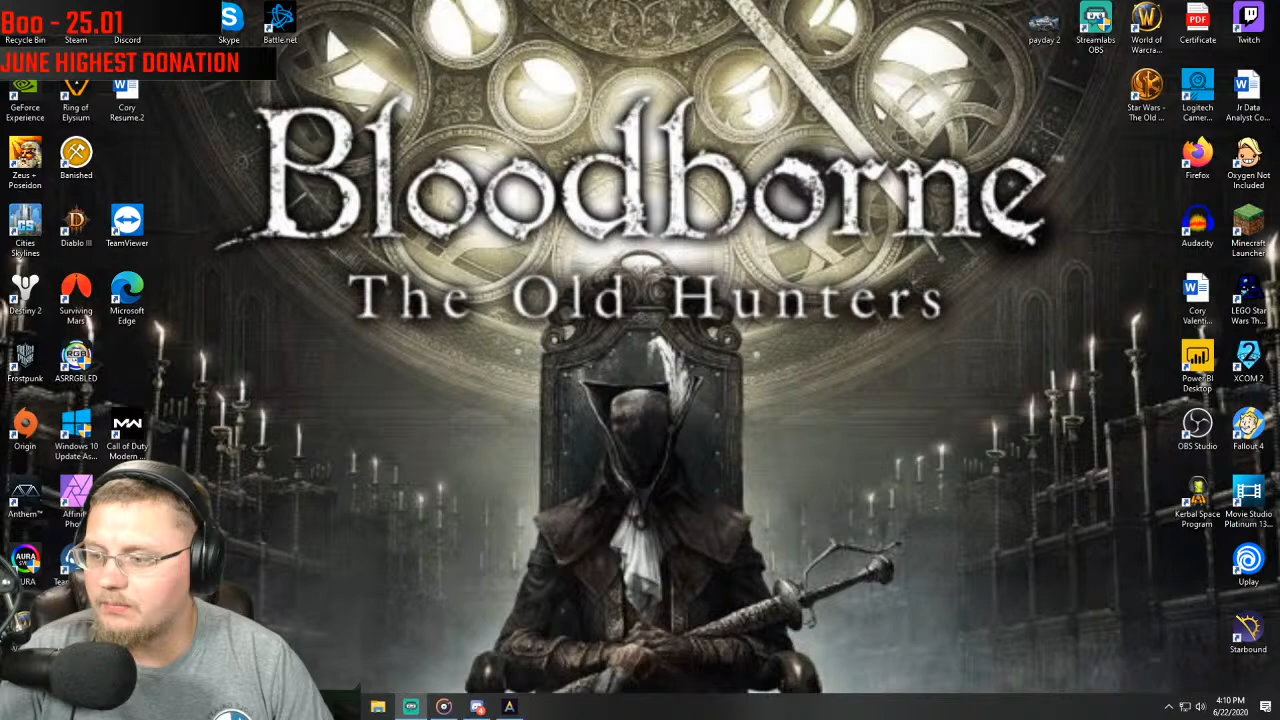 Boo - 25.01
Recycle Bin
Steam
Discord
Skype
Battle.net
JUNE HIGHEST DONATION
GeForce
Experience
Ring of
Elysium
Cory
Resume.2
Zeus +
Poseidon
Banished
Cities
Skylines
Diablo III
TeamViewer
Destiny 2
Surviving
Mars
Microsoft
Edge
Frostpunk
ASRRGBLED
Origin
Windows 10
Update As...
Call of Duty
Modern ...
Anthem™
payday 2
Streamlabs
OBS
World of
Warcra...
Certificate
Twitch
Star Wars -
The Old ...
Logitech
Camer...
Jr Data
Analyst Co...
Firefox
Oxygen Not
Included
Audacity
Minecraft
Launcher
Cory
Valenti...
LEGO Star
Wars Th...
Power BI
Desktop
XCOM 2
OBS Studio
Fallout 4
Kerbal Space
Program
Movie Studio
Platinum 13...
Uplay
Starbound
Bloodborne
The Old Hunters
4:10 PM
6/22/2020